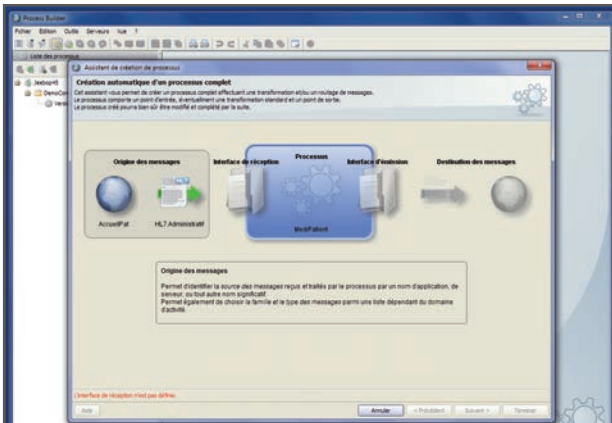 Process Builder
Fichier Edition Outils Serveurs Vue ?
Liste des processus
Assistant de création de processus
Création automatique d'un processus complet
Cet assistant vous permet de créer un processus complet effectuant une transformation et/ou un routage de messages.
Le processus comporte un point d'entrée, éventuellement une transformation standard et un point de sortie.
Le processus créé pourra bien sûr être modifié et complété par la suite.
Origine des messages
Interface de réception
Processus
Interface d'émission
Destination des messages
AccueilPat
HL7 Administratif
MediPatient
Origine des messages
Permet d'identifier la source des messages reçus et traités par le processus par un nom d'application, de
serveur, ou tout autre nom significatif.
Permet également de choisir la famille et le type des messages parmi une liste dépendant du domaine
d'activité.
L'interface de réception n'est pas définie.
Aide
Annuler
< Précédent
Suivant >
Terminer